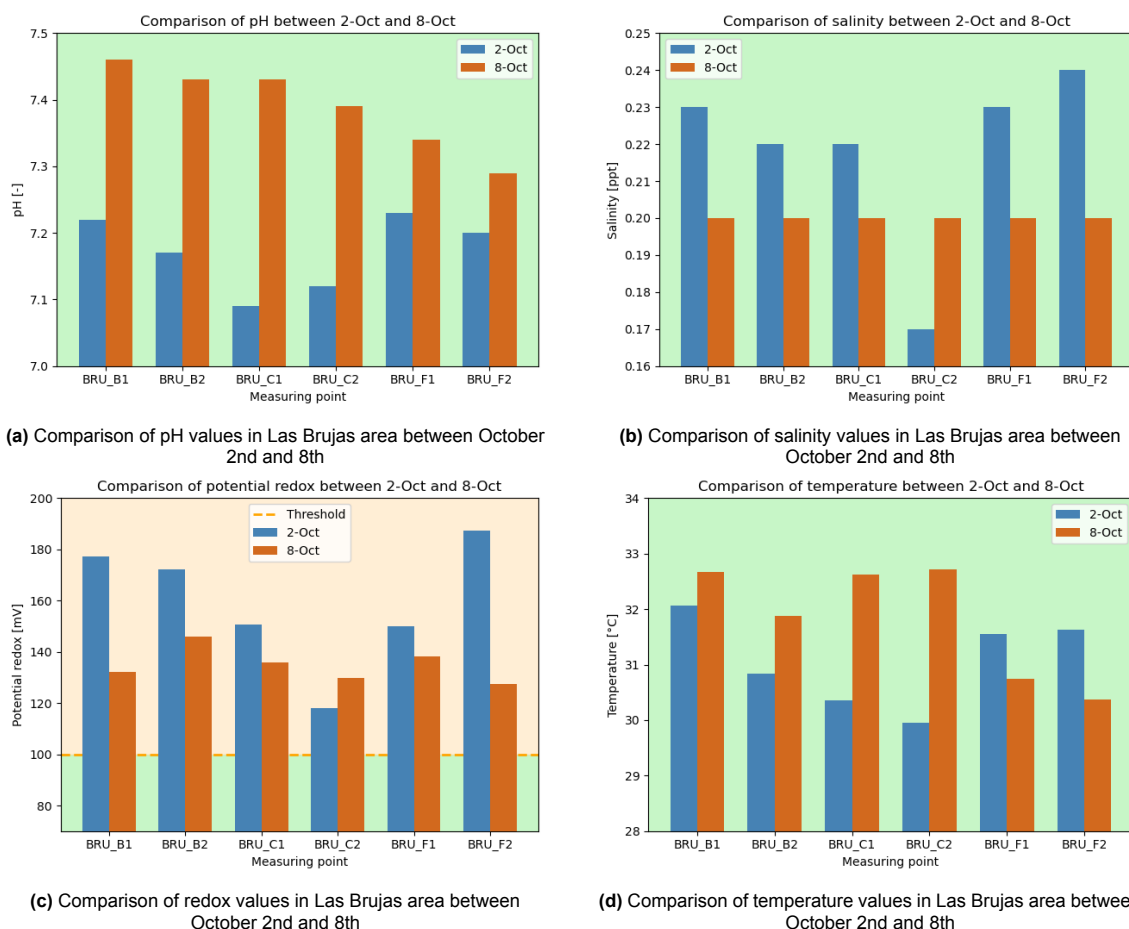 Comparison of pH between 2-Oct and 8-Oct
7.5
7.4
7.3
7.2
7.1
7.0
pH [-]
2-Oct
8-Oct
BRU_B1 BRU_B2 BRU_C1 BRU_C2 BRU_F1 BRU_F2
Measuring point
(a) Comparison of pH values in Las Brujas area between October
2nd and 8th
Comparison of salinity between 2-Oct and 8-Oct
0.25
0.24
0.23
0.22
0.21
0.20
0.19
0.18
0.17
0.16
Salinity [ppt]
2-Oct
8-Oct
BRU_B1 BRU_B2 BRU_C1 BRU_C2 BRU_F1 BRU_F2
Measuring point
(b) Comparison of salinity values in Las Brujas area between
October 2nd and 8th
Comparison of potential redox between 2-Oct and 8-Oct
200
180
160
140
120
100
80
Potential redox [mV]
Threshold
2-Oct
8-Oct
BRU_B1 BRU_B2 BRU_C1 BRU_C2 BRU_F1 BRU_F2
Measuring point
(c) Comparison of redox values in Las Brujas area between
October 2nd and 8th
Comparison of temperature between 2-Oct and 8-Oct
34
33
32
31
30
29
28
Temperature [°C]
2-Oct
8-Oct
BRU_B1 BRU_B2 BRU_C1 BRU_C2 BRU_F1 BRU_F2
Measuring point
(d) Comparison of temperature values in Las Brujas area between
October 2nd and 8th